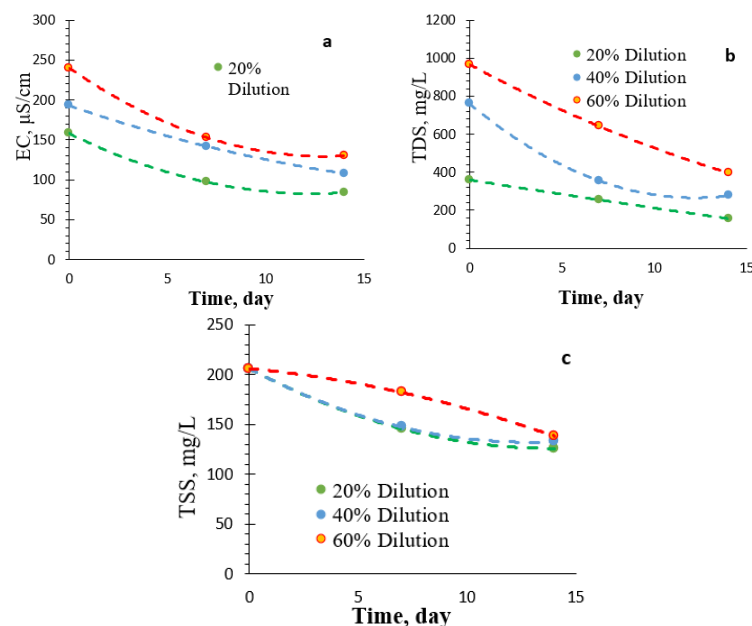 300
250
200
150
100
50
0
EC, µS/cm
a
20%
Dilution
0 5 10 15
Time, day
1200
1000
800
600
400
200
0
TDS, mg/L
b
20% Dilution
40% Dilution
60% Dilution
0 5 10 15
Time, day
250
200
150
100
50
0
TSS, mg/L
c
20% Dilution
40% Dilution
60% Dilution
0 5 10 15
Time, day